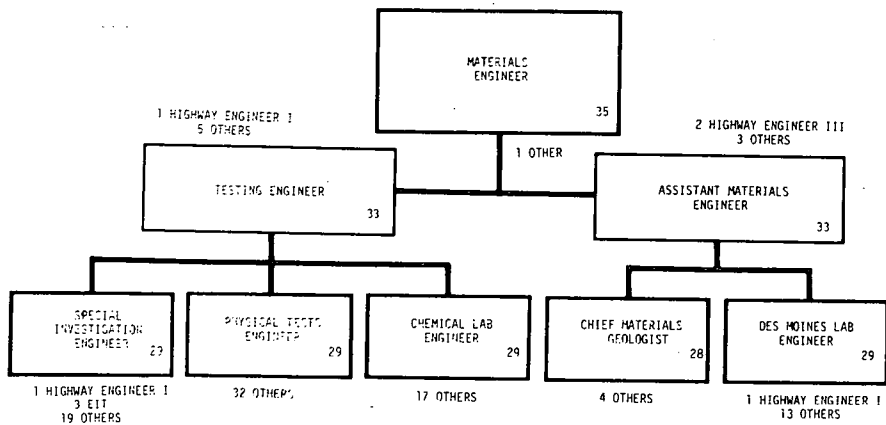 MATERIALS
ENGINEER
35
1 HIGHWAY ENGINEER I
5 OTHERS
2 HIGHWAY ENGINEER III
3 OTHERS
1 OTHER
TESTING ENGINEER
33
ASSISTANT MATERIALS
ENGINEER
33
SPECIAL
INVESTIGATION
ENGINEER
29
PHYSICAL TESTS
ENGINEER
29
CHEMICAL LAB
ENGINEER
29
CHIEF MATERIALS
GEOLOGIST
28
DES MOINES LAB
ENGINEER
29
1 HIGHWAY ENGINEER I
3 EIT
19 OTHERS
32 OTHERS
17 OTHERS
4 OTHERS
1 HIGHWAY ENGINEER I
13 OTHERS